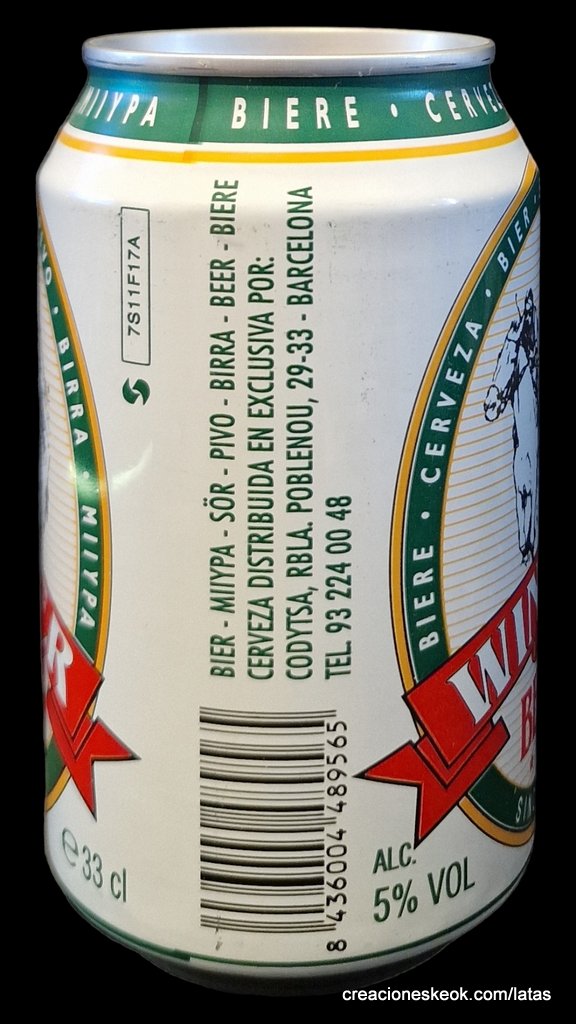 MIIYPA BIERE • CERVE
7S11F17A
BIER - MIIYPA - SÖR - PIVO - BIRRA - BEER - BIERE
CERVEZA DISTRIBUIDA EN EXCLUSIVA POR:
CODYTSA, RBLA. POBLENOU, 29-33 - BARCELONA
TEL. 93 224 00 48
8 436004 489565
BIRRA • MIIYPA
℮ 33 cl
BIERE • CERVEZA • BIER
WIN
ALC.
5% VOL
creacioneskeok.com/latas